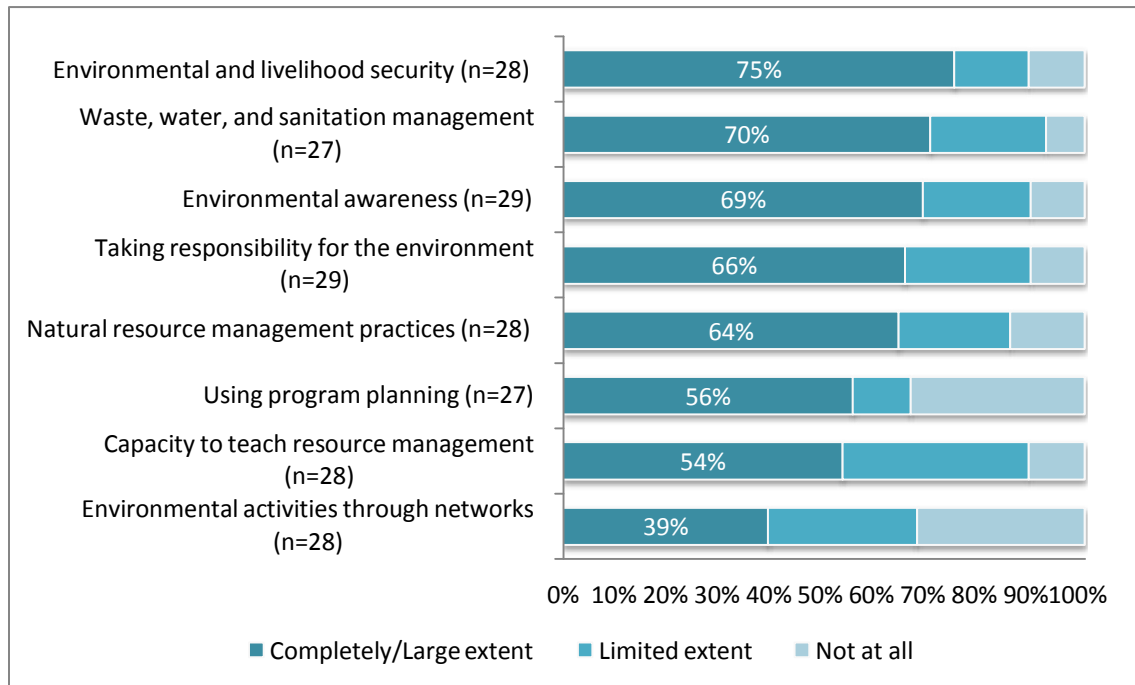 Environmental and livelihood security (n=28)
75%
Waste, water, and sanitation management
(n=27)
70%
Environmental awareness (n=29)
69%
Taking responsibility for the environment
(n=29)
66%
Natural resource management practices (n=28)
64%
Using program planning (n=27)
56%
Capacity to teach resource management
(n=28)
54%
Environmental activities through networks
(n=28)
39%
0% 10% 20% 30% 40% 50% 60% 70% 80% 90%100%
Completely/Large extent Limited extent Not at all